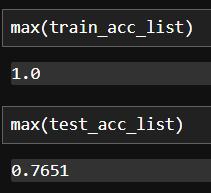 max(train_acc_list)
1.0
max(test_acc_list)
0.7651